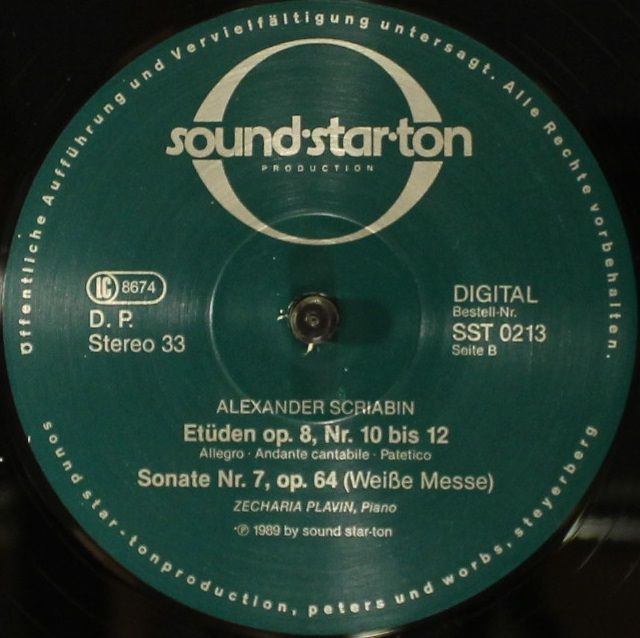 Öffentliche Aufführung und Vervielfältigung untersagt. Alle Rechte vorbehalten.
sound·star·ton
PRODUCTION
LC 8674
D. P.
Stereo 33
DIGITAL
Bestell-Nr.
SST 0213
Seite B
ALEXANDER SCRIABIN
Etüden op. 8, Nr. 10 bis 12
Allegro · Andante cantabile · Patetico
Sonate Nr. 7, op. 64 (Weiße Messe)
ZECHARIA PLAVIN, Piano
℗ 1989 by sound star-ton
sound star-tonproduction, peters und worbs, steyerberg